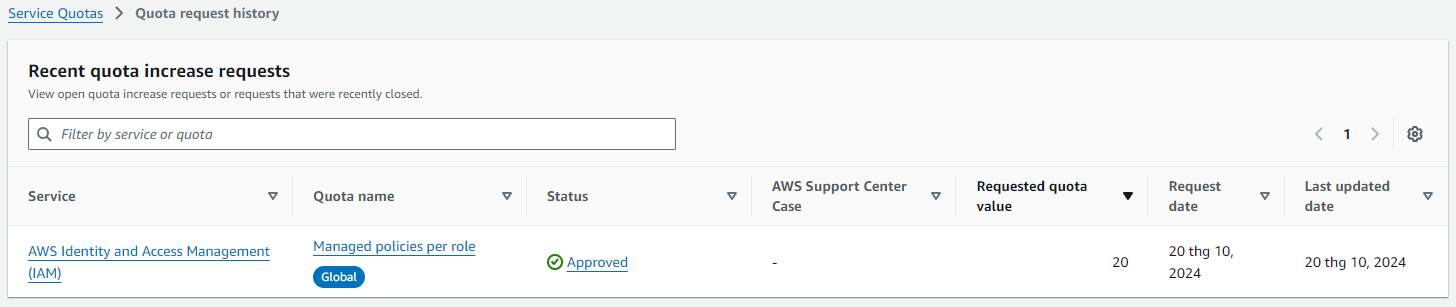 Service Quotas > Quota request history
Recent quota increase requests
View open quota increase requests or requests that were recently closed.
Filter by service or quota
1
Service
Quota name
Status
AWS Support Center
Case
Requested quota
value
Request
date
Last updated
date
AWS Identity and Access Management
(IAM)
Managed policies per role
Global
Approved
-
20
20 thg 10,
2024
20 thg 10, 2024